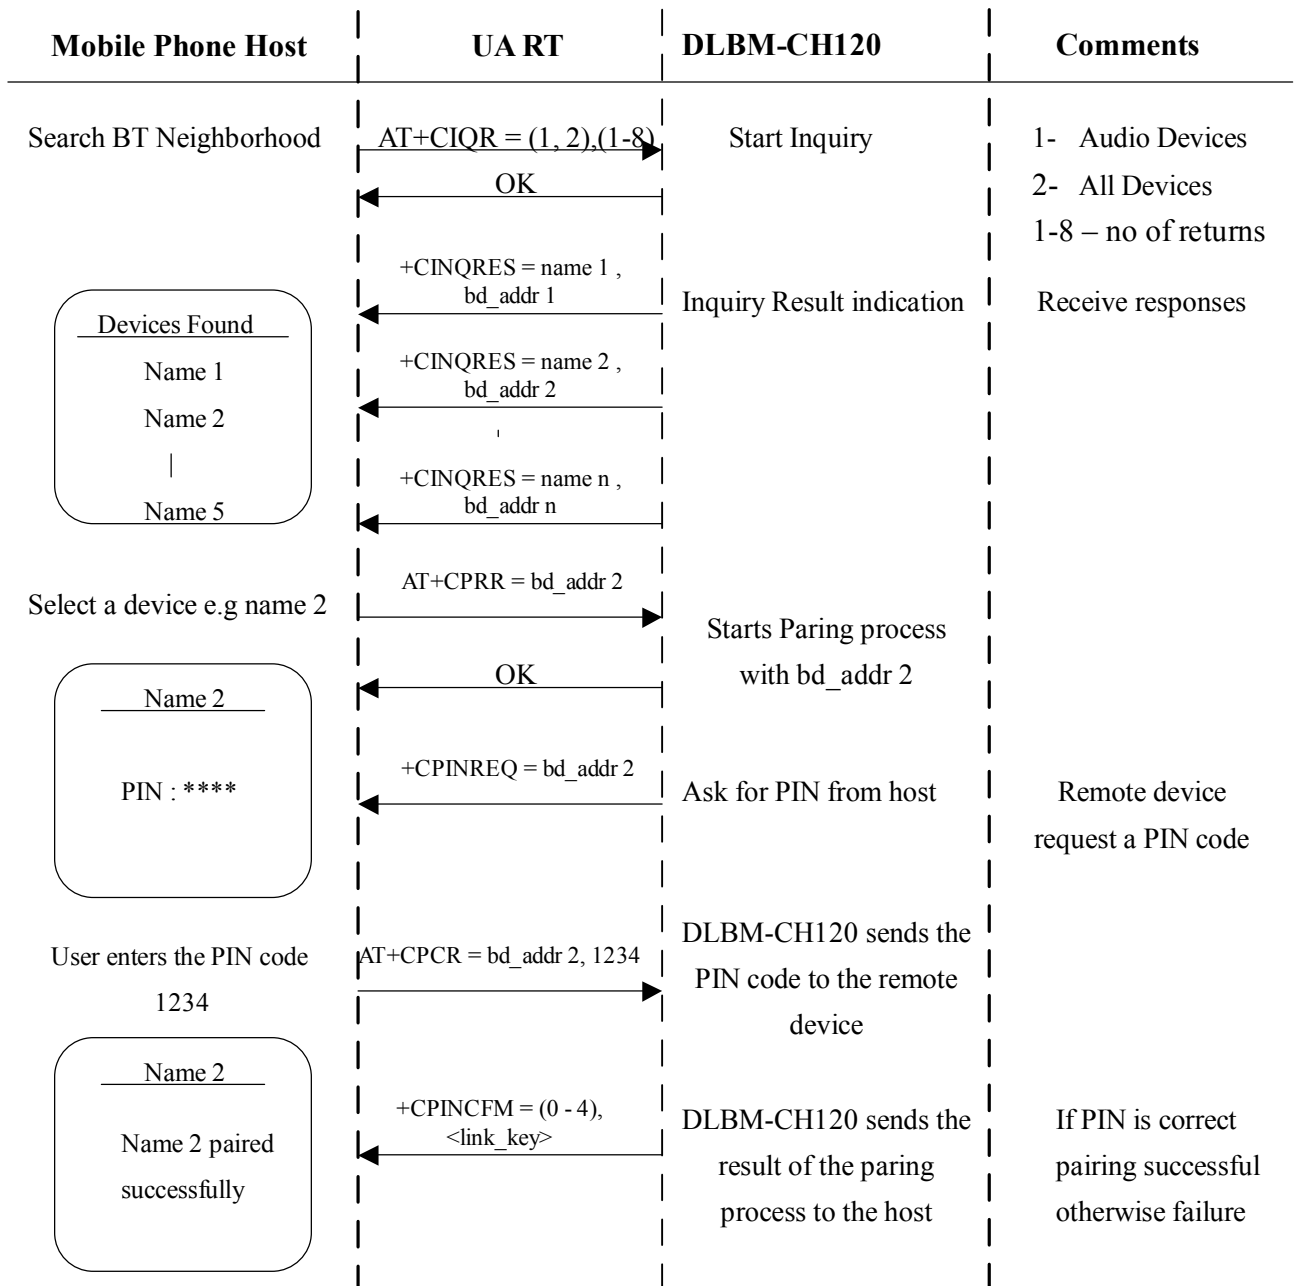 Mobile Phone Host
UA RT
DLBM-CH120
Comments
Search BT Neighborhood
AT+CIQR = (1, 2),(1-8)
Start Inquiry
1- Audio Devices
OK
2- All Devices
1-8 – no of returns
+CINQRES = name 1 ,
bd_addr 1
Inquiry Result indication
Receive responses
Devices Found
Name 1
Name 2
|
Name 5
+CINQRES = name 2 ,
bd_addr 2
+CINQRES = name n ,
bd_addr n
AT+CPRR = bd_addr 2
Select a device e.g name 2
Starts Paring process
with bd_addr 2
OK
Name 2
PIN : ****
+CPINREQ = bd_addr 2
Ask for PIN from host
Remote device
request a PIN code
User enters the PIN code
1234
AT+CPCR = bd_addr 2, 1234
DLBM-CH120 sends the
PIN code to the remote
device
Name 2
Name 2 paired
successfully
+CPINCFM = (0 - 4),
<link_key>
DLBM-CH120 sends the
result of the paring
process to the host
If PIN is correct
pairing successful
otherwise failure